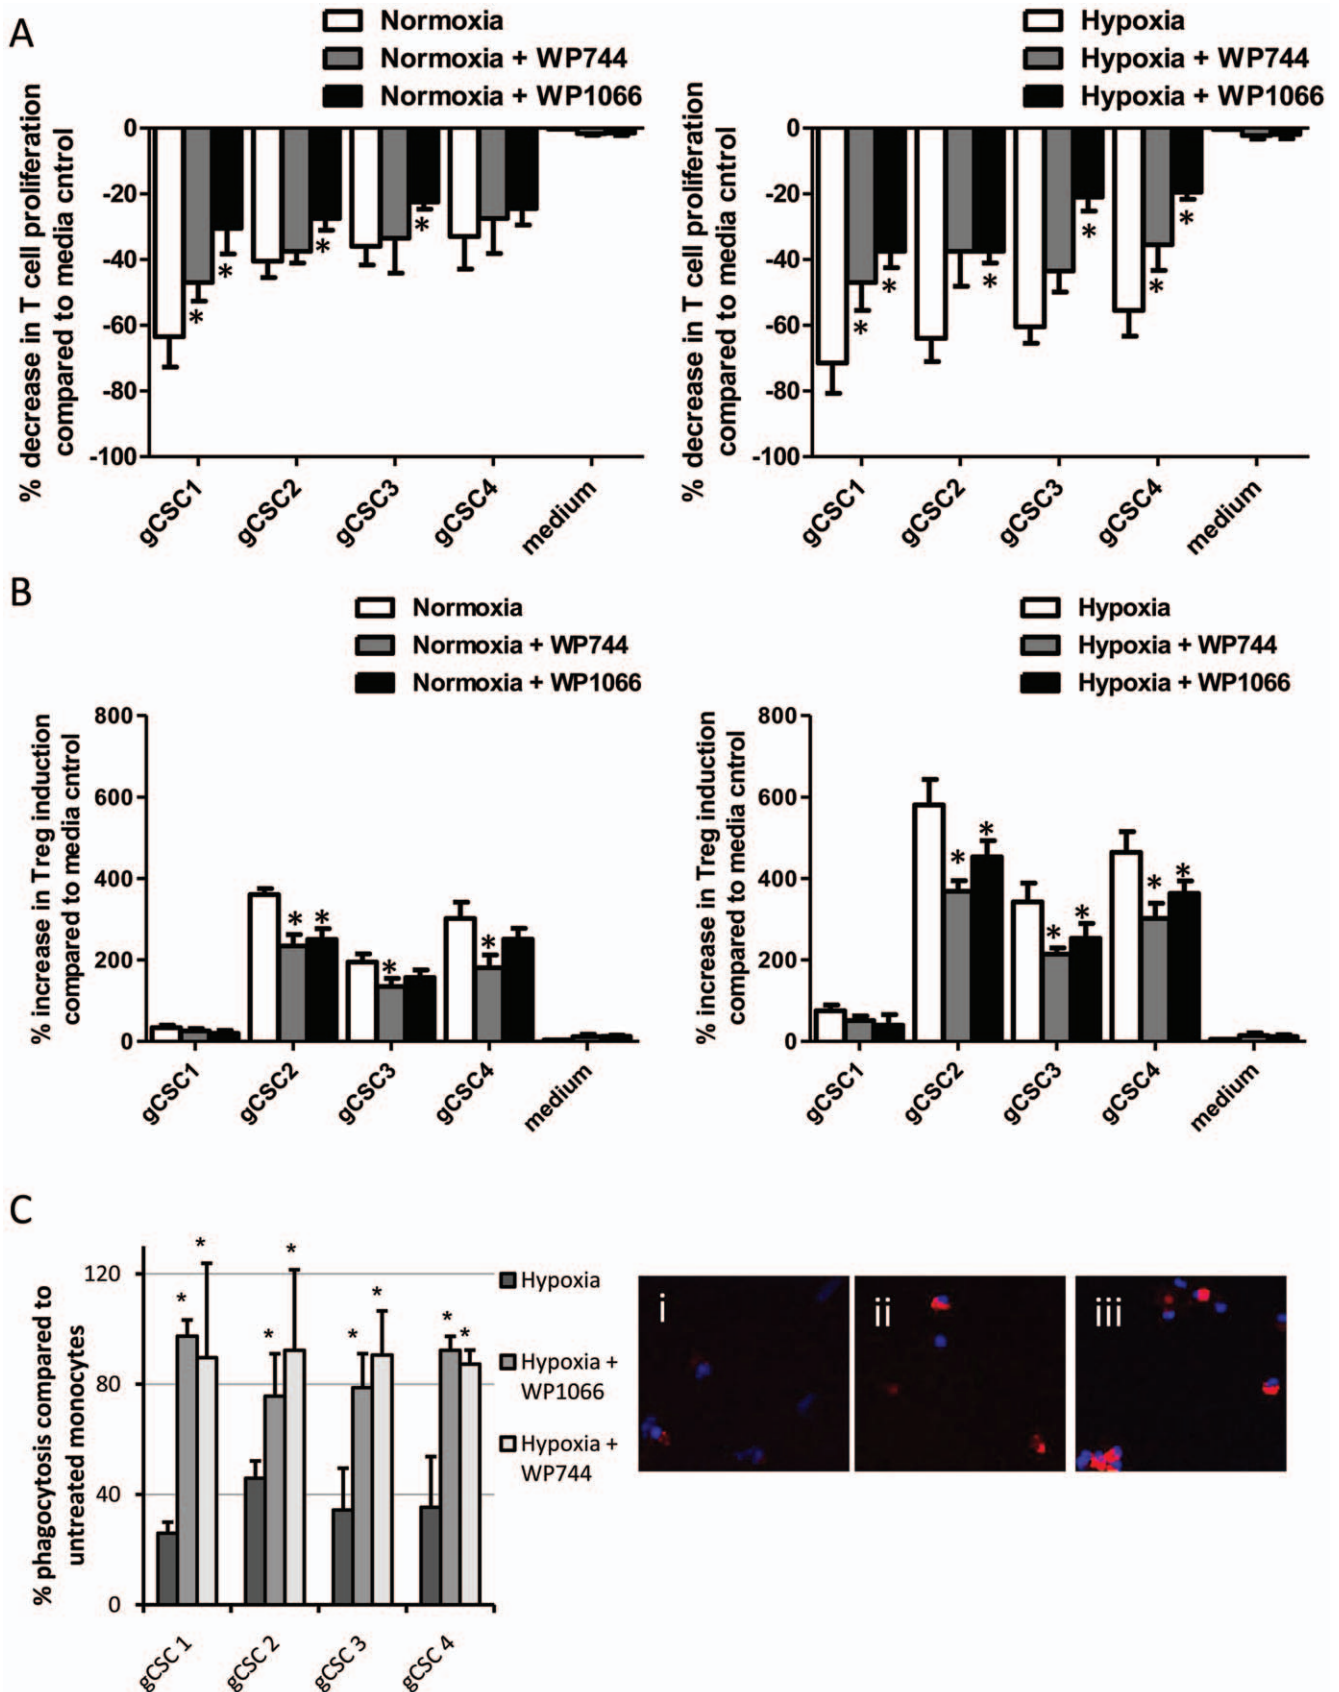 A
Normoxia
Normoxia + WP744
Normoxia + WP1066
% decrease in T cell proliferation
compared to media cntrol
0
-20
-40
-60
-80
-100
*
*
*
*
gCSC1
gCSC2
gCSC3
gCSC4
medium
Hypoxia
Hypoxia + WP744
Hypoxia + WP1066
% decrease in T cell proliferation
compared to media cntrol
0
-20
-40
-60
-80
-100
*
*
*
*
*
*
gCSC1
gCSC2
gCSC3
gCSC4
medium
B
Normoxia
Normoxia + WP744
Normoxia + WP1066
% increase in Treg induction
compared to media cntrol
800
600
400
200
0
*
*
*
*
gCSC1
gCSC2
gCSC3
gCSC4
medium
Hypoxia
Hypoxia + WP744
Hypoxia + WP1066
% increase in Treg induction
compared to media cntrol
800
600
400
200
0
*
*
*
*
*
*
gCSC1
gCSC2
gCSC3
gCSC4
medium
C
% phagocytosis compared to
untreated monocytes
120
80
40
0
*
*
*
*
*
*
*
*
gCSC 1
gCSC 2
gCSC 3
gCSC 4
Hypoxia
Hypoxia +
WP1066
Hypoxia +
WP744
i
ii
iii